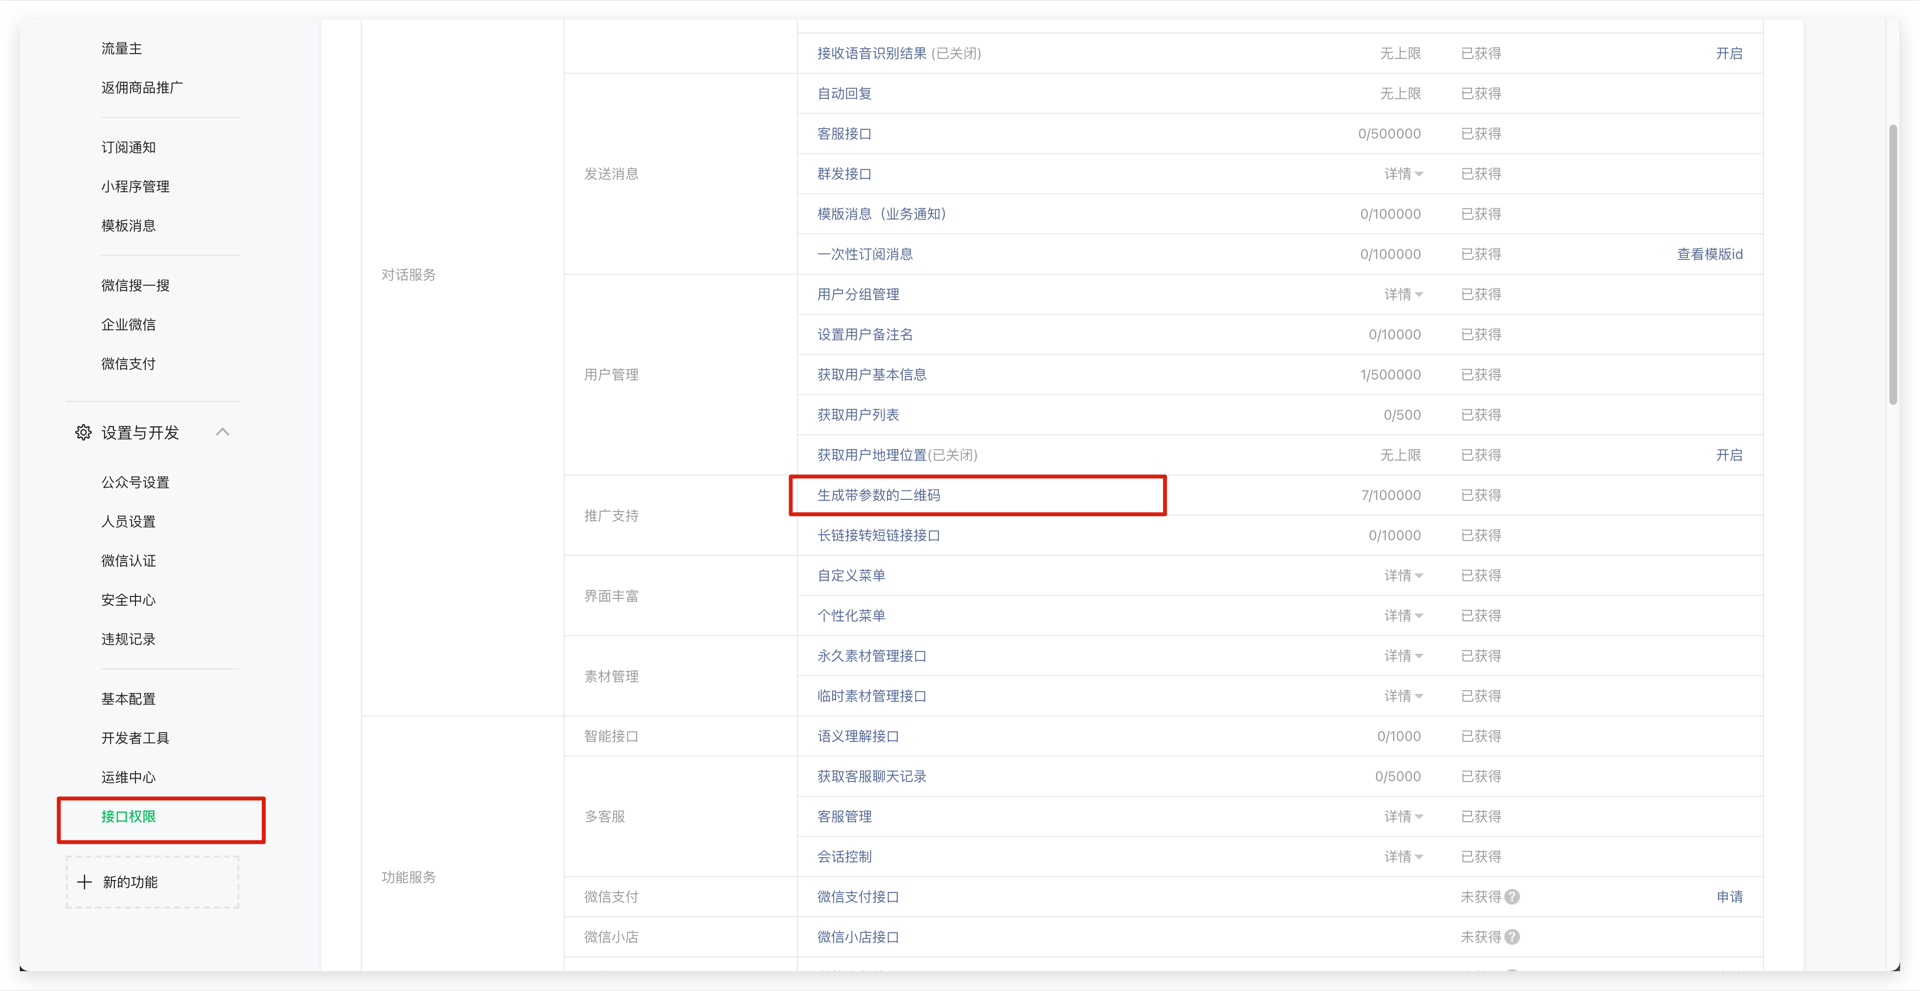 流量主
返佣商品推广
订阅通知
小程序管理
模板消息
微信搜一搜
企业微信
微信支付
设置与开发
公众号设置
人员设置
微信认证
安全中心
违规记录
基本配置
开发者工具
运维中心
接口权限
新的功能
对话服务
接收语音识别结果 (已关闭) 无上限 已获得 开启
发送消息
自动回复 无上限 已获得
客服接口 0/500000 已获得
群发接口 详情 已获得
模版消息（业务通知） 0/100000 已获得
一次性订阅消息 0/100000 已获得 查看模版id
用户管理
用户分组管理 详情 已获得
设置用户备注名 0/10000 已获得
获取用户基本信息 1/500000 已获得
获取用户列表 0/500 已获得
获取用户地理位置(已关闭) 无上限 已获得 开启
推广支持
生成带参数的二维码 7/100000 已获得
长链接转短链接接口 0/10000 已获得
界面丰富
自定义菜单 详情 已获得
个性化菜单 详情 已获得
素材管理
永久素材管理接口 详情 已获得
临时素材管理接口 详情 已获得
功能服务
智能接口 语义理解接口 0/1000 已获得
多客服
获取客服聊天记录 0/5000 已获得
客服管理 详情 已获得
会话控制 详情 已获得
微信支付 微信支付接口 未获得 ? 申请
微信小店 微信小店接口 未获得 ?